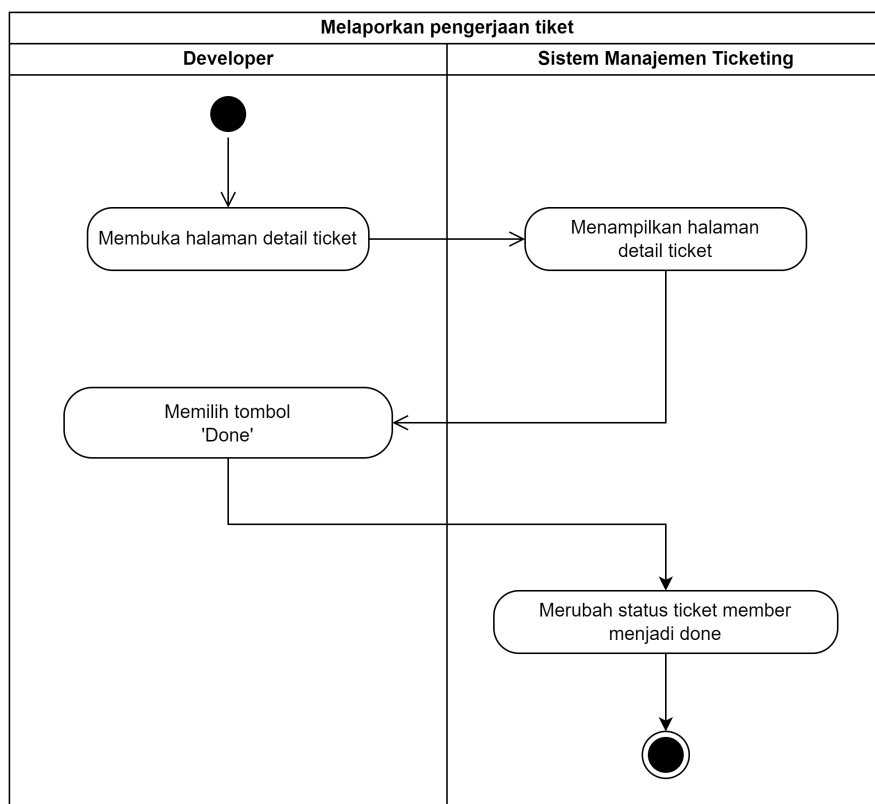 Melaporkan pengerjaan tiket
Developer
Sistem Manajemen Ticketing
Membuka halaman detail ticket
Menampilkan halaman
detail ticket
Memilih tombol
'Done'
Merubah status ticket member
menjadi done